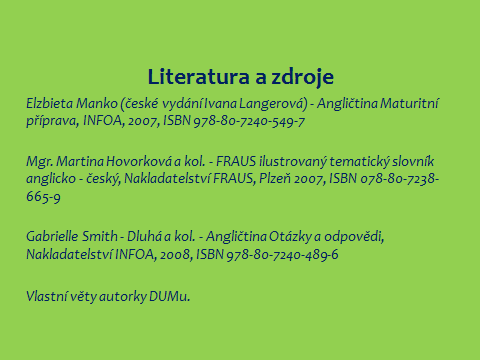 Literatura a zdroje
Elzbieta Manko (české vydání Ivana Langerová) - Angličtina Maturitní
příprava, INFOA, 2007, ISBN 978-80-7240-549-7
Mgr. Martina Hovorková a kol. - FRAUS ilustrovaný tematický slovník
anglicko - český, Nakladatelství FRAUS, Plzeň 2007, ISBN 078-80-7238-
665-9
Gabrielle Smith - Dluhá a kol. - Angličtina Otázky a odpovědi,
Nakladatelství INFOA, 2008, ISBN 978-80-7240-489-6
Vlastní věty autorky DUMu.